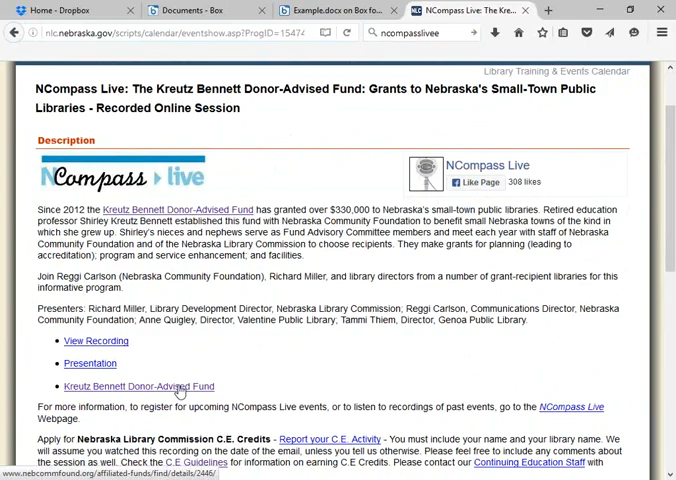 Home - Dropbox
Documents - Box
Example.docx on Box fo...
NLC NCompass Live: The Kre...
nlc.nebraska.gov/scripts/calendar/eventshow.asp?ProgID=15474
ncompasslivee
Library Training & Events Calendar
NCompass Live: The Kreutz Bennett Donor-Advised Fund: Grants to Nebraska's Small-Town Public
Libraries - Recorded Online Session
Description
NCompass live
NCompass Live
Like Page 308 likes
Since 2012 the Kreutz Bennett Donor-Advised Fund has granted over $330,000 to Nebraska's small-town public libraries. Retired education
professor Shirley Kreutz Bennett established this fund with Nebraska Community Foundation to benefit small Nebraska towns of the kind in
which she grew up. Shirley's nieces and nephews serve as Fund Advisory Committee members and meet each year with staff of Nebraska
Community Foundation and of the Nebraska Library Commission to choose recipients. They make grants for planning (leading to
accreditation); program and service enhancement; and facilities.
Join Reggi Carlson (Nebraska Community Foundation), Richard Miller, and library directors from a number of grant-recipient libraries for this
informative program.
Presenters: Richard Miller, Library Development Director, Nebraska Library Commission; Reggi Carlson, Communications Director, Nebraska
Community Foundation; Anne Quigley, Director, Valentine Public Library; Tammi Thiem, Director, Genoa Public Library.
• View Recording
• Presentation
• Kreutz Bennett Donor-Advised Fund
For more information, to register for upcoming NCompass Live events, or to listen to recordings of past events, go to the NCompass Live
Webpage.
Apply for Nebraska Library Commission C.E. Credits - Report your C.E. Activity - You must include your name and your library name. We
will assume you watched this recording on the date of the email, unless you tell us otherwise. Please feel free to include any comments about
the session as well. Check the C.E Guidelines for information on earning C.E Credits. Please contact our Continuing Education Staff with
www.nebcommfound.org/affiliated-funds/find/details/2446/